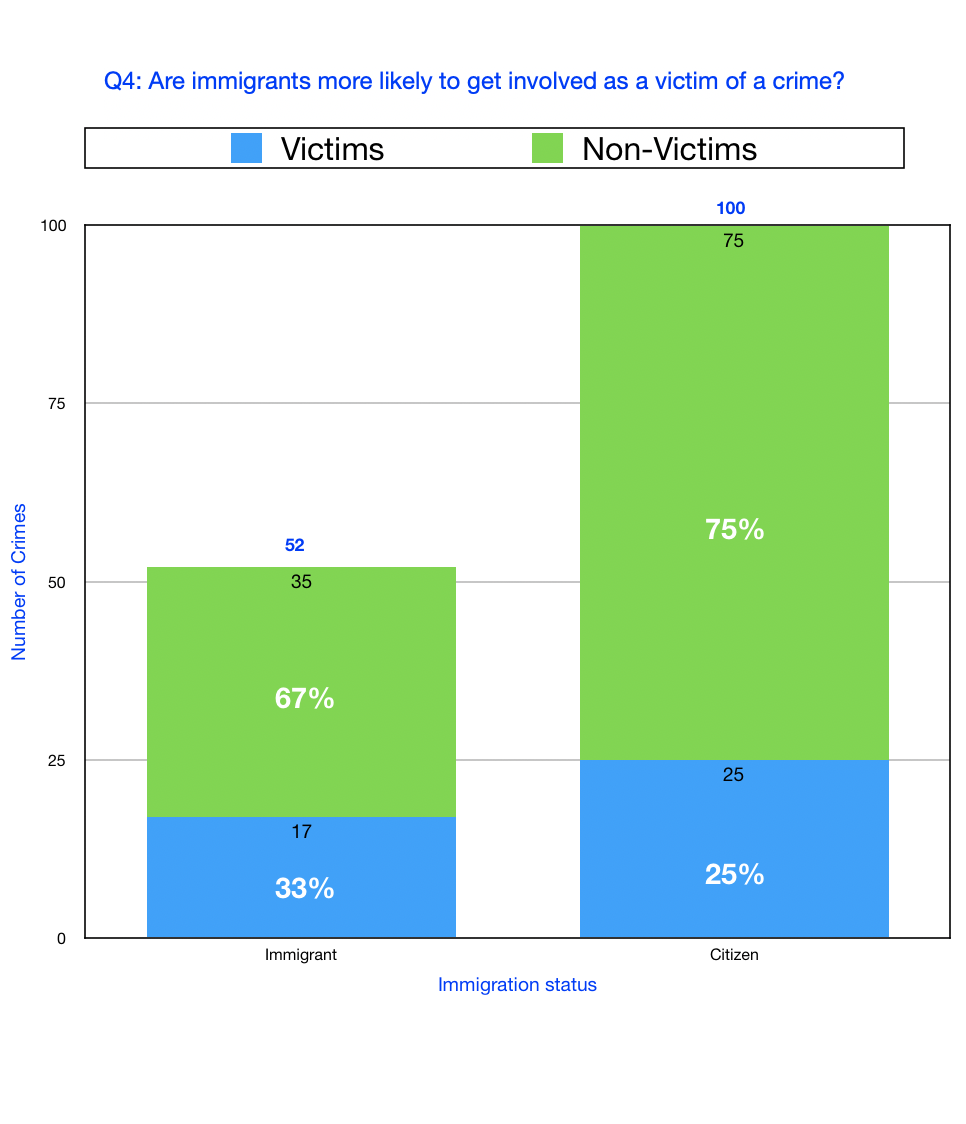 Q4: Are immigrants more likely to get involved as a victim of a crime?
Victims
Non-Victims
100
100
75
75
75%
52
Number of Crimes
50
35
67%
25
25
17
33%
25%
0
Immigrant
Citizen
Immigration status